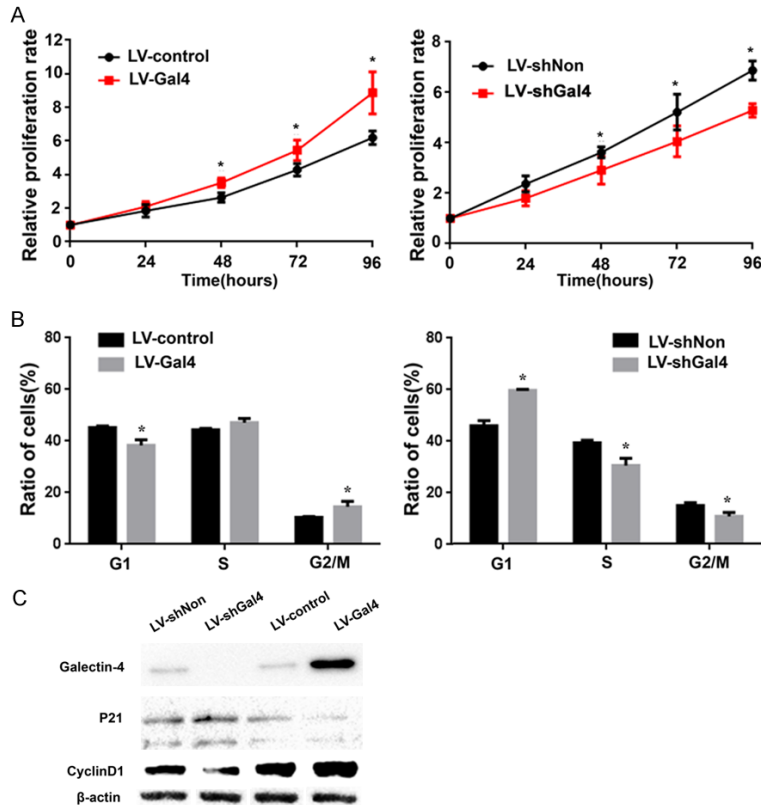 A
Relative proliferation rate
12
10
8
6
4
2
0
LV-control
LV-Gal4
*
*
*
0 24 48 72 96
Time(hours)
Relative proliferation rate
8
6
4
2
0
LV-shNon
LV-shGal4
*
*
*
0 24 48 72 96
Time(hours)
B
Ratio of cells(%)
80
60
40
20
0
LV-control
LV-Gal4
*
*
G1 S G2/M
Ratio of cells(%)
80
60
40
20
0
LV-shNon
LV-shGal4
*
*
*
G1 S G2/M
C
LV-shNon LV-shGal4 LV-control LV-Gal4
Galectin-4
P21
CyclinD1
β-actin